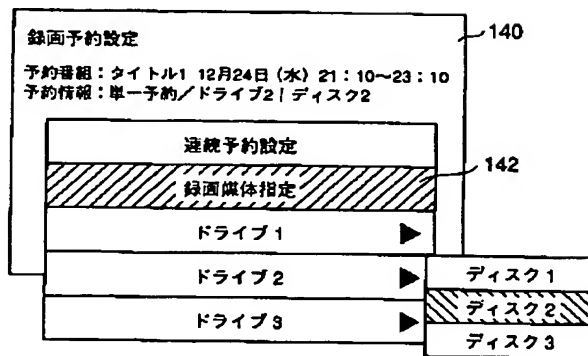 録画予約設定
140
予約番組：タイトル1 12月24日（水）21：10〜23：10
予約情報：単一予約／ドライブ2｜ディスク2
連続予約設定
142
録画媒体指定
ドライブ1 ▶
ドライブ2 ▶
ディスク1
ディスク2
ドライブ3 ▶
ディスク3